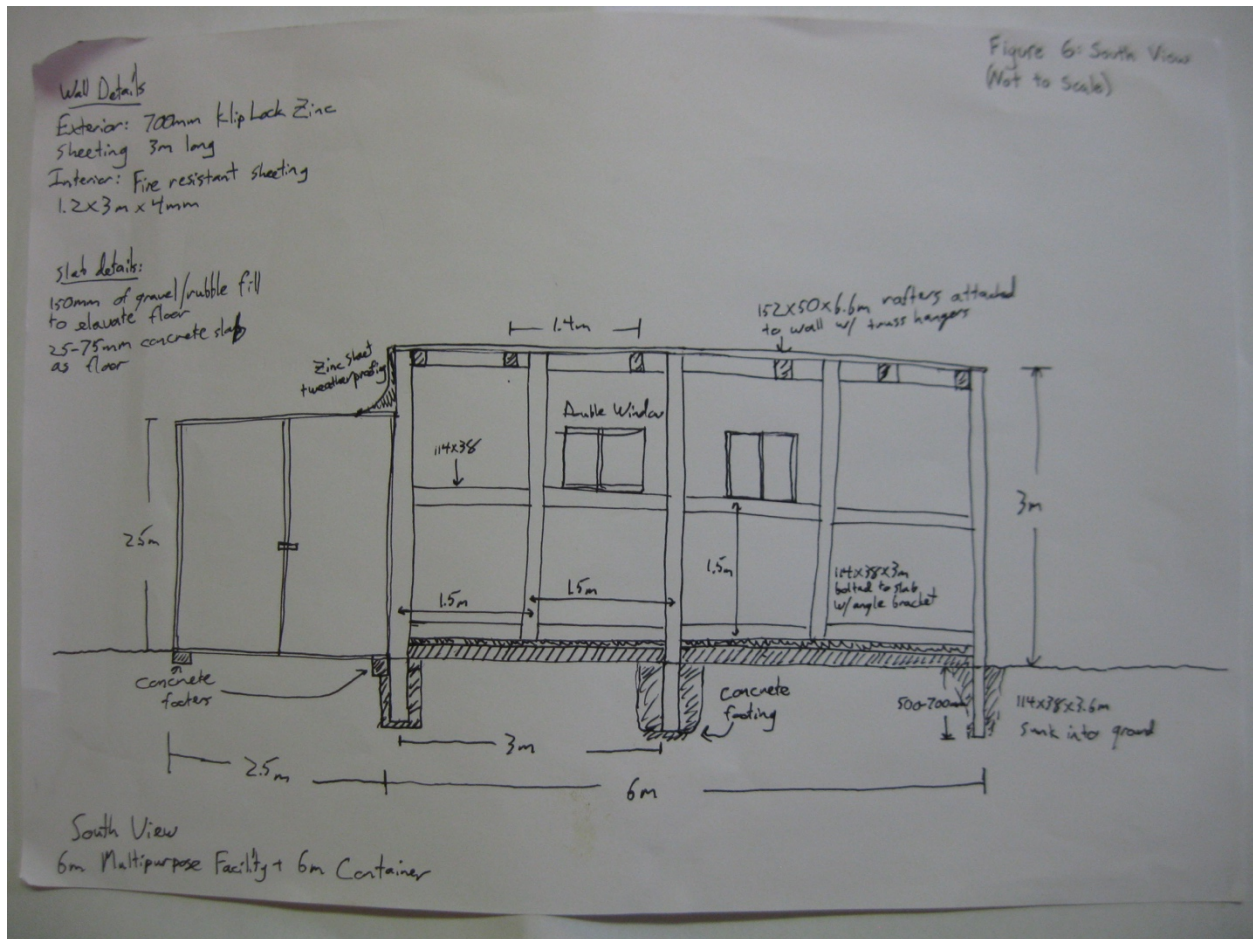 Figure 6: South View
(Not to Scale)
Wall Details
Exterior: 700mm Klip Lock Zinc
sheeting 3m long
Interior: Fire resistant sheeting
1.2x3m x 4mm
Slab details:
150mm of gravel/rubble fill
to elavate floor
25-75mm concrete slab
as floor
152x50x6.6m rafters attached
to wall w/ truss hangers
1.4m
Zinc sheet
+weatherproofing
Double Window
114x38
3m
2.5m
1.5m
114x38x3m
bolted to slab
w/angle bracket
1.5m
1.5m
Concrete
footers
Concrete
footing
500-700mm
114x38x3.6m
Sunk into ground
3m
2.5m
6m
South View
6m Multipurpose Facility + 6m Container